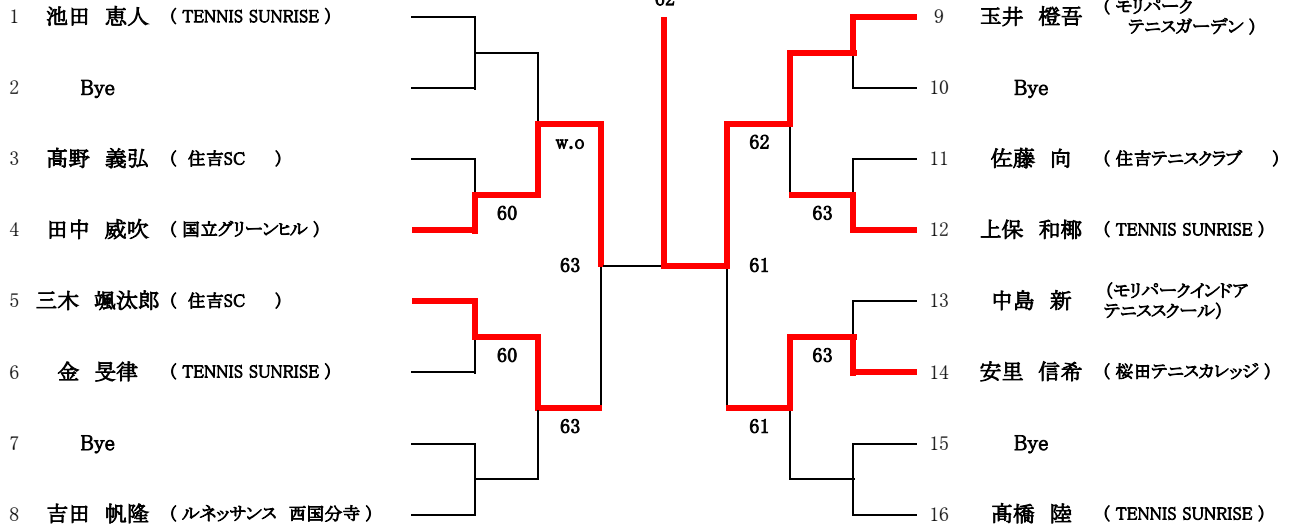 62
1 池田 恵人 ( TENNIS SUNRISE )
2 Bye
3 髙野 義弘 ( 住吉SC )
4 田中 威吹 ( 国立グリーンヒル )
5 三木 颯汰郎 ( 住吉SC )
6 金 旻律 ( TENNIS SUNRISE )
7 Bye
8 吉田 帆隆 ( ルネッサンス 西国分寺 )
w.o
60
63
60
63
62
63
61
63
61
9 玉井 橙吾 ( モリパーク
テニスガーデン )
10 Bye
11 佐藤 向 ( 住吉テニスクラブ )
12 上保 和梛 ( TENNIS SUNRISE )
13 中島 新 (モリパークインドア
テニススクール)
14 安里 信希 ( 桜田テニスカレッジ )
15 Bye
16 髙橋 陸 ( TENNIS SUNRISE )